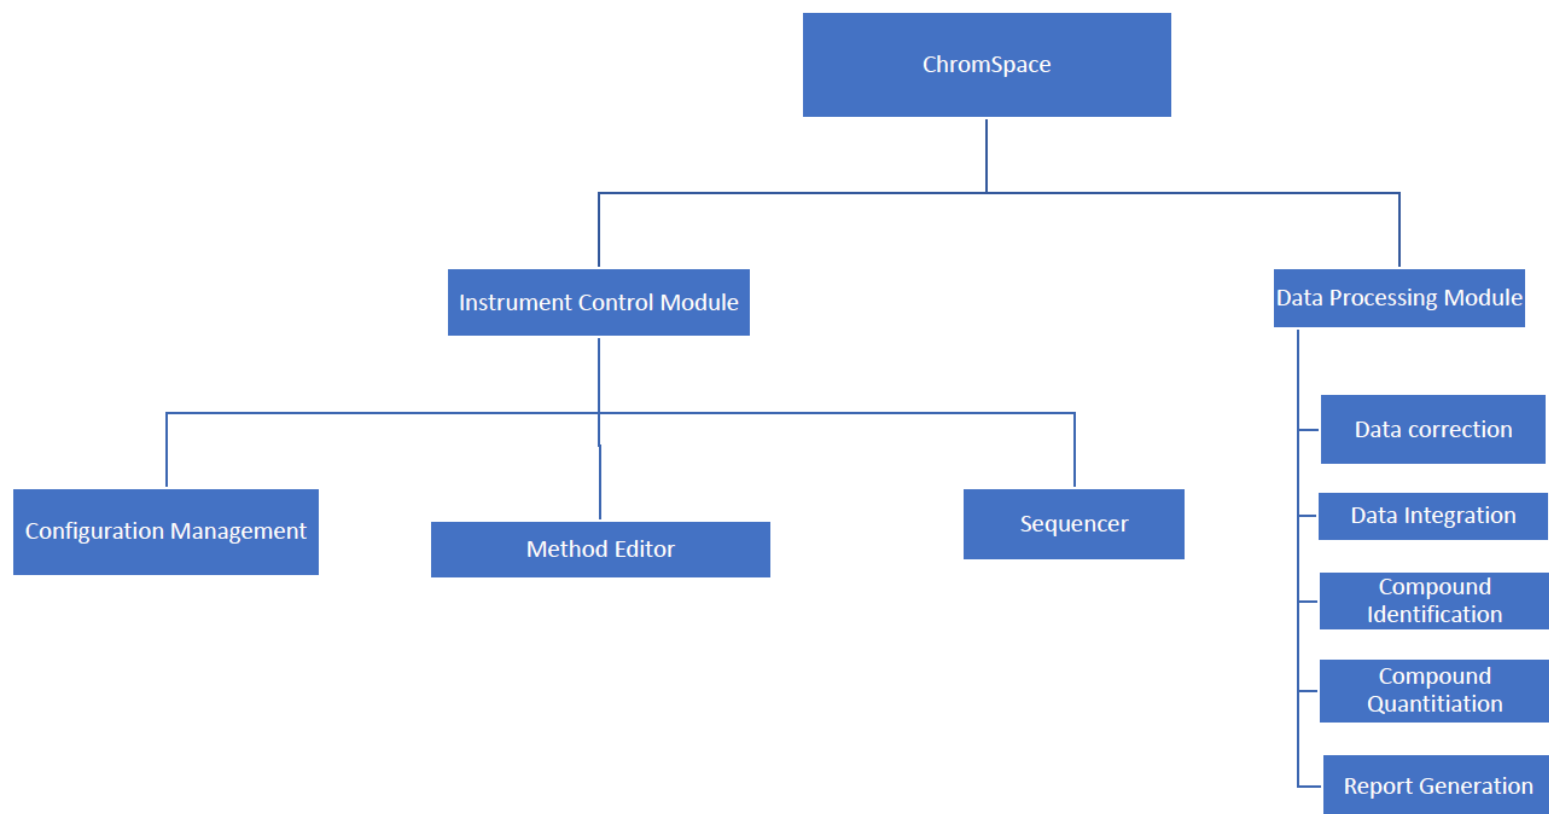 ChromSpace
Instrument Control Module
Data Processing Module
Configuration Management
Method Editor
Sequencer
Data correction
Data Integration
Compound
Identification
Compound
Quantitiation
Report Generation